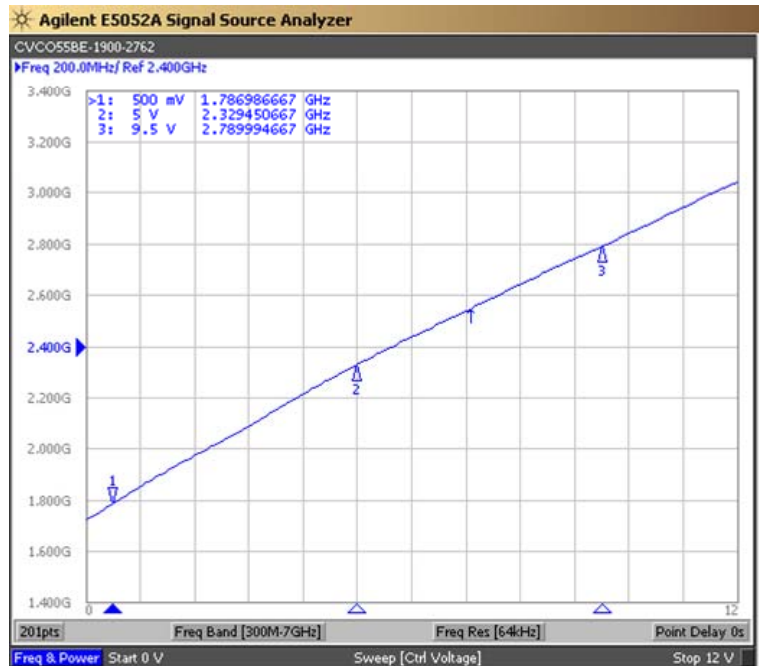 Agilent E5052A Signal Source Analyzer
CVCO55BE-1900-2762
▶Freq 200.0MHz/ Ref 2.400GHz
3.400G
>1: 500 mV 1.786986667 GHz
2: 5 V 2.329450667 GHz
3: 9.5 V 2.789994667 GHz
3.200G
3.000G
2.800G
3
2.600G
2.400G
2
2.200G
2.000G
1
1.800G
1.600G
1.400G
0 12
201pts Freq Band [300M-7GHz] Freq Res [64kHz] Point Delay 0s
Freq & Power Start 0 V Sweep [Ctrl Voltage] Stop 12 V